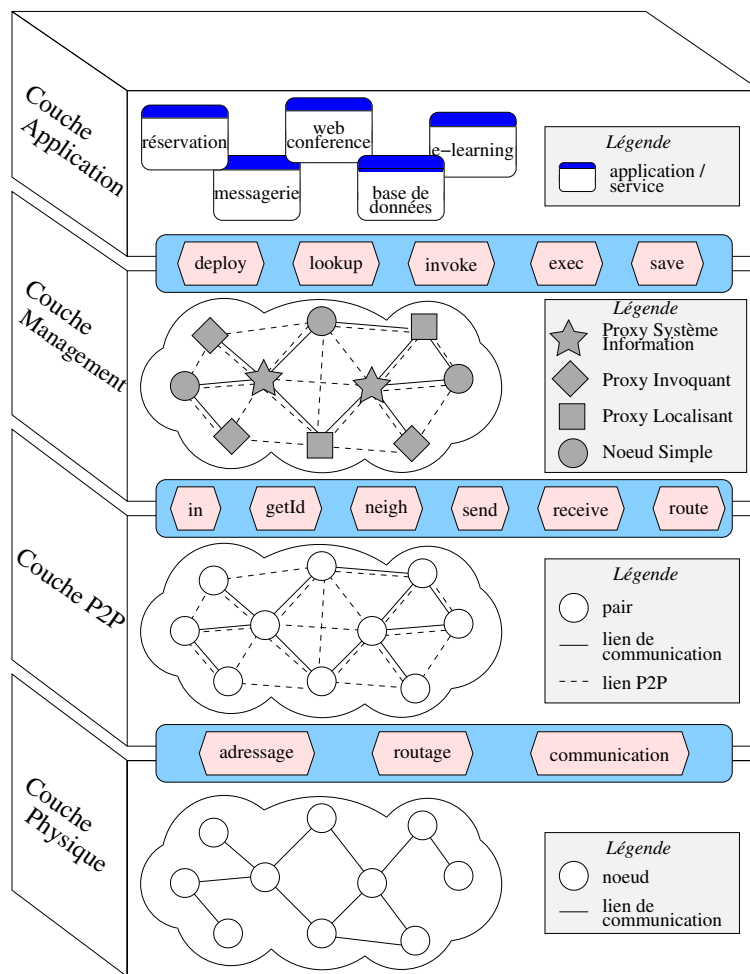 Couche
Application
réservation
web
conference
e-learning
messagerie
base de
données
Légende
application /
service
deploy
lookup
invoke
exec
save
Couche
Management
Légende
Proxy Système
Information
Proxy Invoquant
Proxy Localisant
Noeud Simple
in
getId
neigh
send
receive
route
Couche P2P
Légende
pair
lien de
communication
lien P2P
adressage
routage
communication
Couche
Physique
Légende
noeud
lien de
communication